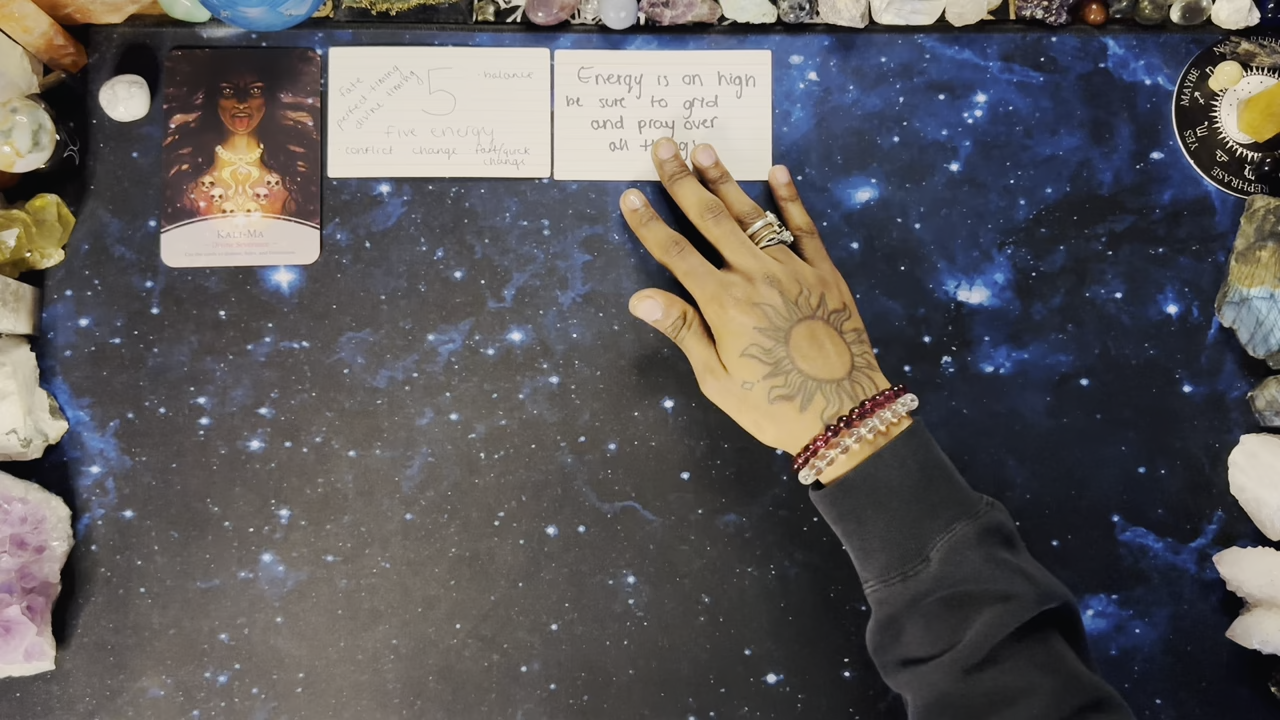 KALI-MA
fate
perfect timing
divine timing
5
·balance
five energy
conflict change fast/quick
change
Energy is on high
be sure to grid
and pray over
all
MAYBE
YES
REPHRASE